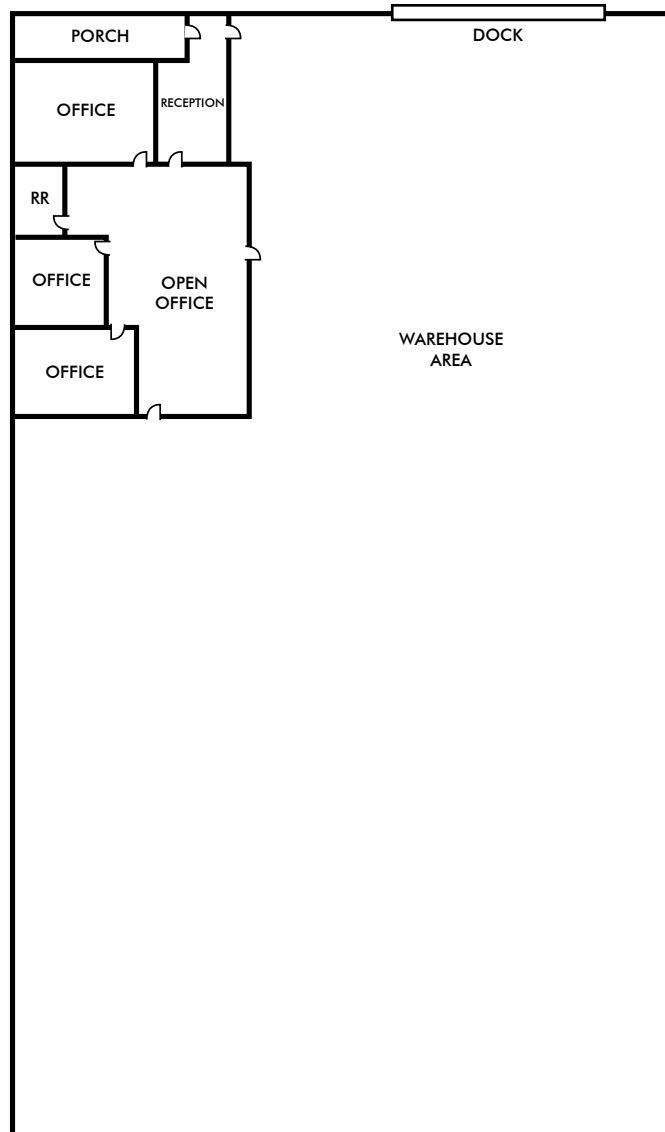 PORCH
DOCK
OFFICE
RECEPTION
RR
OFFICE
OPEN
OFFICE
WAREHOUSE
AREA
OFFICE